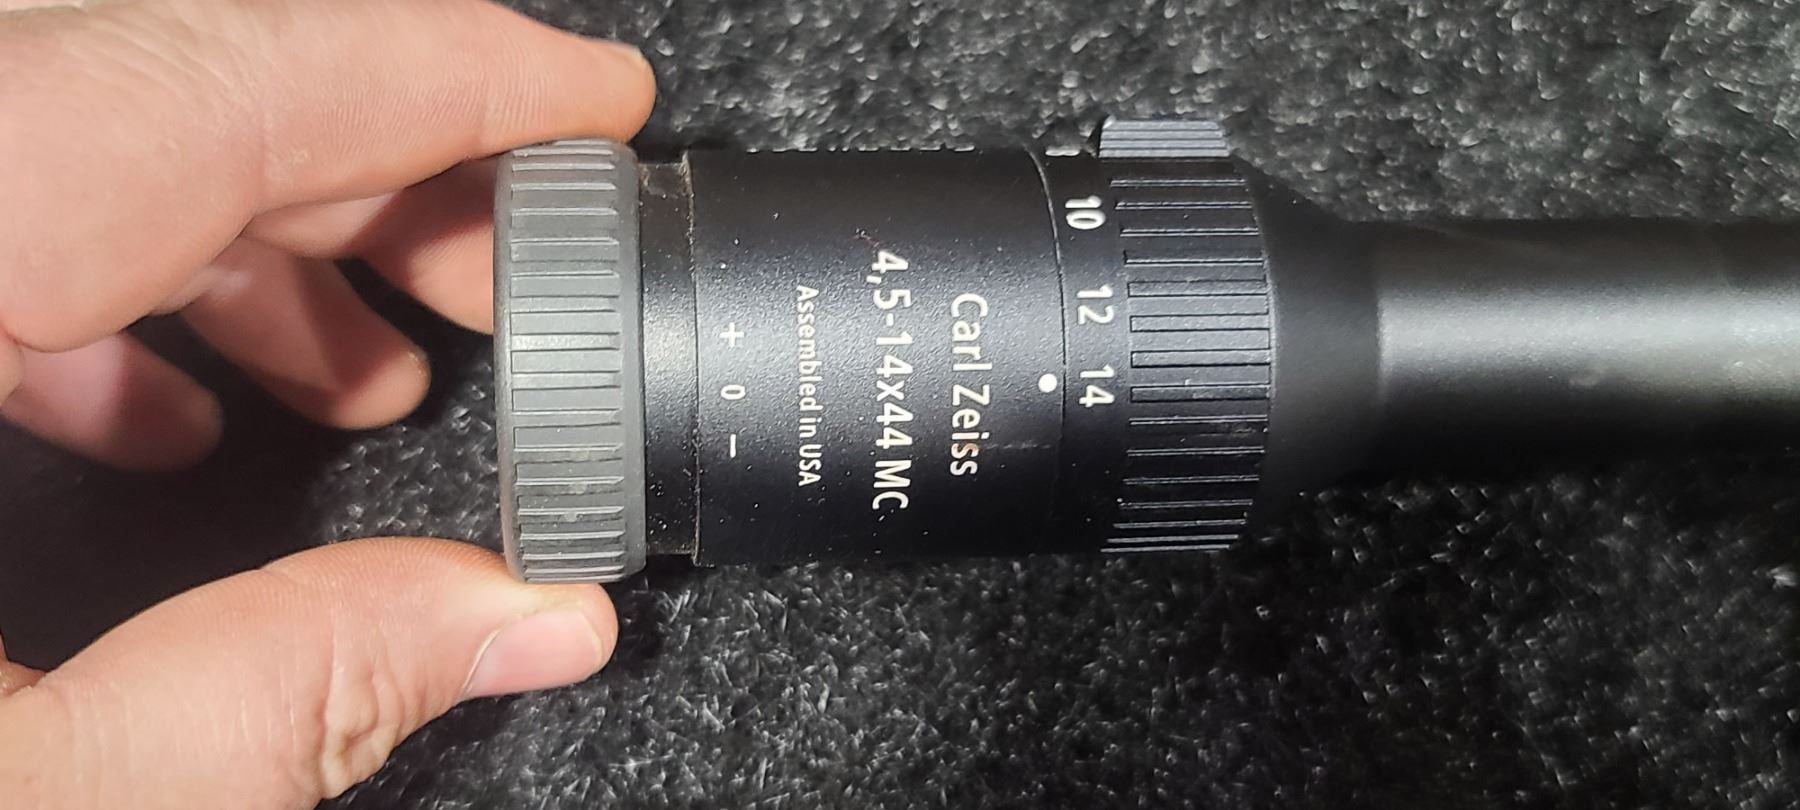 10 12 14
Carl Zeiss
4,5-14x44 MC
Assembled in USA
+ 0 −